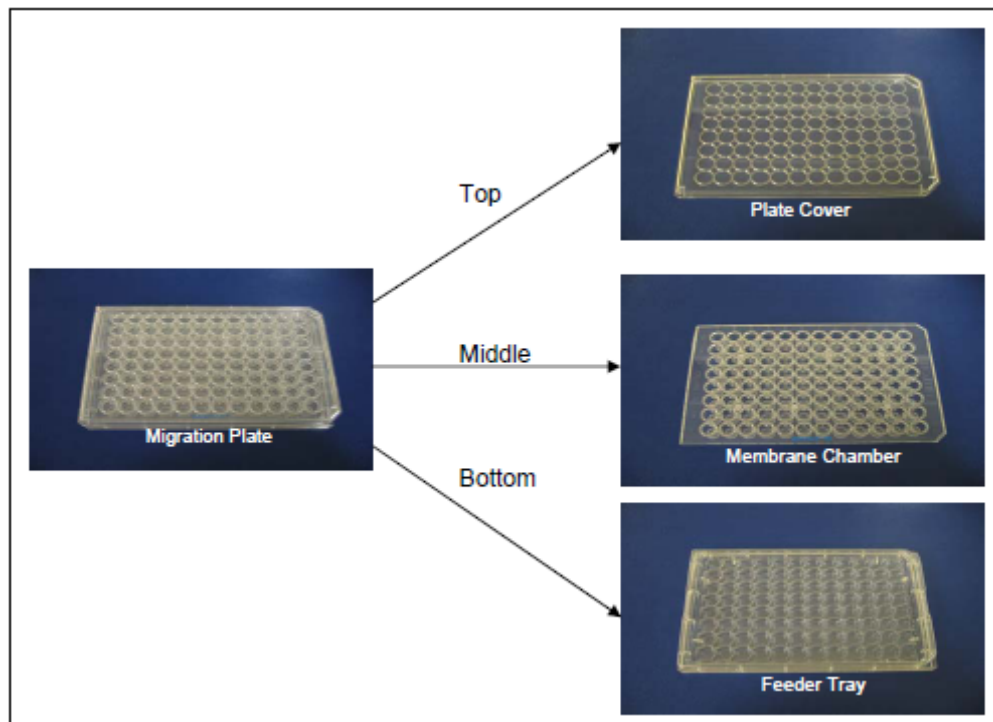 Top
Plate Cover
Middle
Migration Plate
Membrane Chamber
Bottom
Feeder Tray